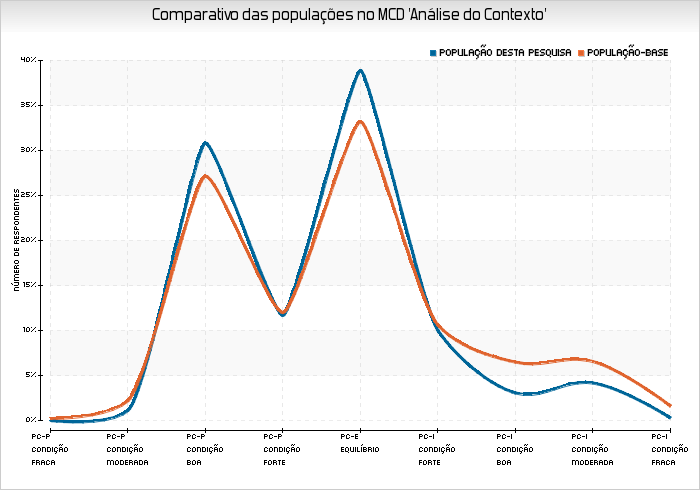 Comparativo das populações no MCD 'Análise do Contexto'
POPULAÇÃO DESTA PESQUISA POPULAÇÃO-BASE
NÚMERO DE RESPONDENTES
40%
35%
30%
25%
20%
15%
10%
5%
0%
PC-P CONDIÇÃO FRACA
PC-P CONDIÇÃO MODERADA
PC-P CONDIÇÃO BOA
PC-P CONDIÇÃO FORTE
PC-E EQUILÍBRIO
PC-I CONDIÇÃO FORTE
PC-I CONDIÇÃO BOA
PC-I CONDIÇÃO MODERADA
PC-I CONDIÇÃO FRACA